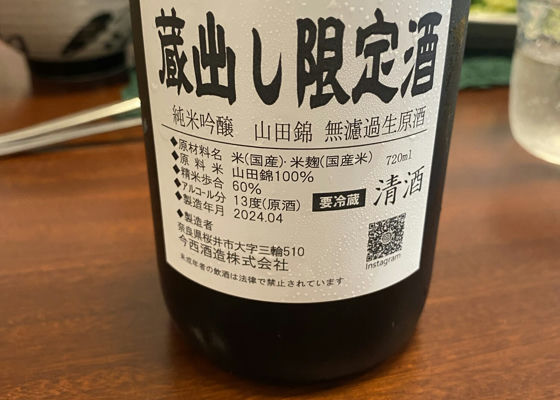 蔵出し限定酒
純米吟醸 山田錦 無濾過生原酒
◆原材料名 米(国産)・米麹(国産米) 720ml
◆原料米 山田錦100%
◆精米歩合 60%
◆アルコール分 13度(原酒) 要冷蔵 清酒
◆製造年月 2024.04
◆製造者
奈良県桜井市大字三輪510
今西酒造株式会社
未成年者の飲酒は法律で禁止されています
Instagram